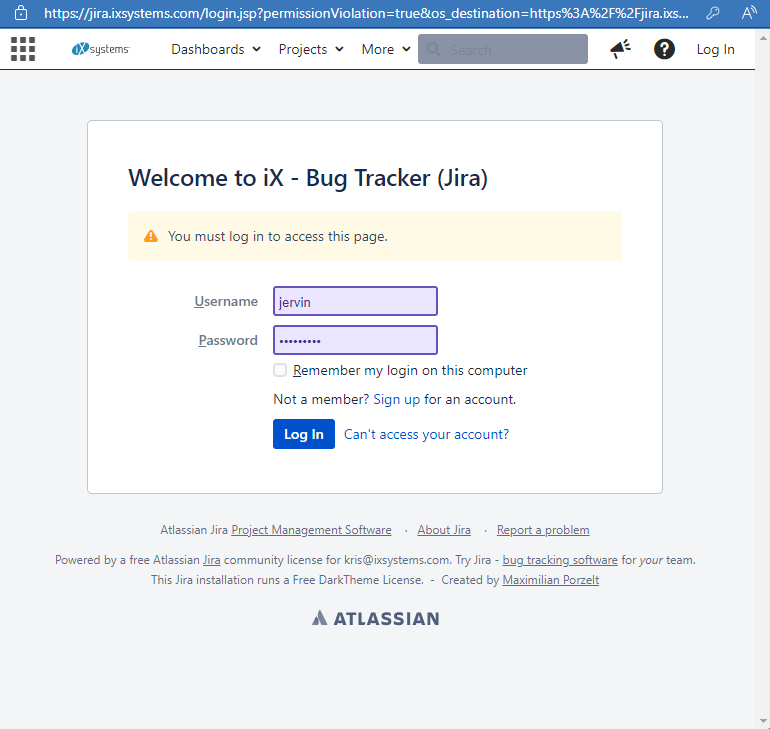 https://jira.ixsystems.com/login.jsp?permissionViolation=true&os_destination=https%3A%2F%2Fjira.ixs...
iXsystems Dashboards Projects More Search Log In
Welcome to iX - Bug Tracker (Jira)
You must log in to access this page.
Username jervin
Password •••••••••
Remember my login on this computer
Not a member? Sign up for an account.
Log In Can't access your account?
Atlassian Jira Project Management Software · About Jira · Report a problem
Powered by a free Atlassian Jira community license for kris@ixsystems.com. Try Jira - bug tracking software for your team.
This Jira installation runs a Free DarkTheme License. - Created by Maximilian Porzelt
ATLASSIAN